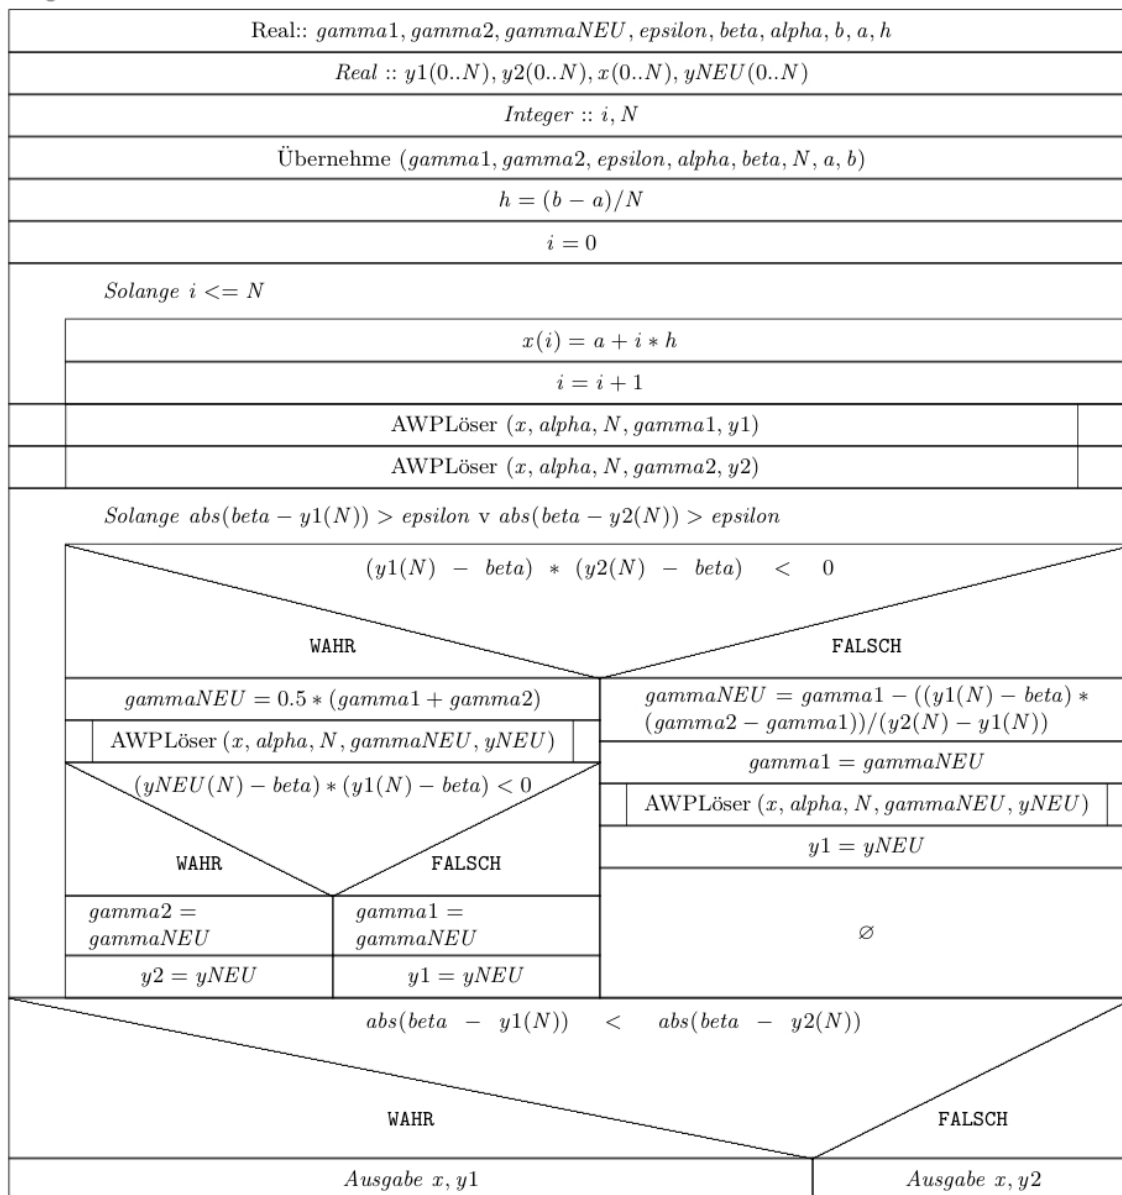 Real:: gamma1, gamma2, gammaNEU, epsilon, beta, alpha, b, a, h
Real :: y1(0..N), y2(0..N), x(0..N), yNEU(0..N)
Integer :: i, N
Übernehme (gamma1, gamma2, epsilon, alpha, beta, N, a, b)
h = (b − a)/N
i = 0
Solange i <= N
x(i) = a + i ∗ h
i = i + 1
AWPLöser (x, alpha, N, gamma1, y1)
AWPLöser (x, alpha, N, gamma2, y2)
Solange abs(beta − y1(N)) > epsilon v abs(beta − y2(N)) > epsilon
(y1(N) − beta) ∗ (y2(N) − beta) < 0
WAHR
FALSCH
gammaNEU = 0.5 ∗ (gamma1 + gamma2)
AWPLöser (x, alpha, N, gammaNEU, yNEU)
(yNEU(N) − beta) ∗ (y1(N) − beta) < 0
WAHR
FALSCH
gamma2 =
gammaNEU
y2 = yNEU
gamma1 =
gammaNEU
y1 = yNEU
gammaNEU = gamma1 − ((y1(N) − beta) ∗
(gamma2 − gamma1))/(y2(N) − y1(N))
gamma1 = gammaNEU
AWPLöser (x, alpha, N, gammaNEU, yNEU)
y1 = yNEU
∅
abs(beta − y1(N)) < abs(beta − y2(N))
WAHR
FALSCH
Ausgabe x, y1
Ausgabe x, y2